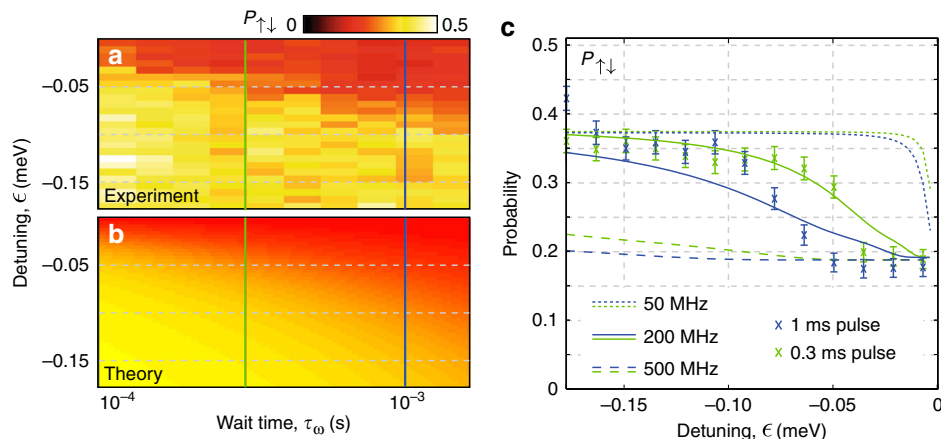 P↑↓ 0 0.5
a
−0.05
−0.15
Experiment
b
−0.05
−0.15
Theory
Detuning, ϵ (meV)
10⁻⁴ 10⁻³
Wait time, τω (s)
c
P↑↓
0.5
0.4
0.3
0.2
0.1
0
Probability
50 MHz
200 MHz
500 MHz
1 ms pulse
0.3 ms pulse
−0.15 −0.10 −0.05 0
Detuning, ϵ (meV)